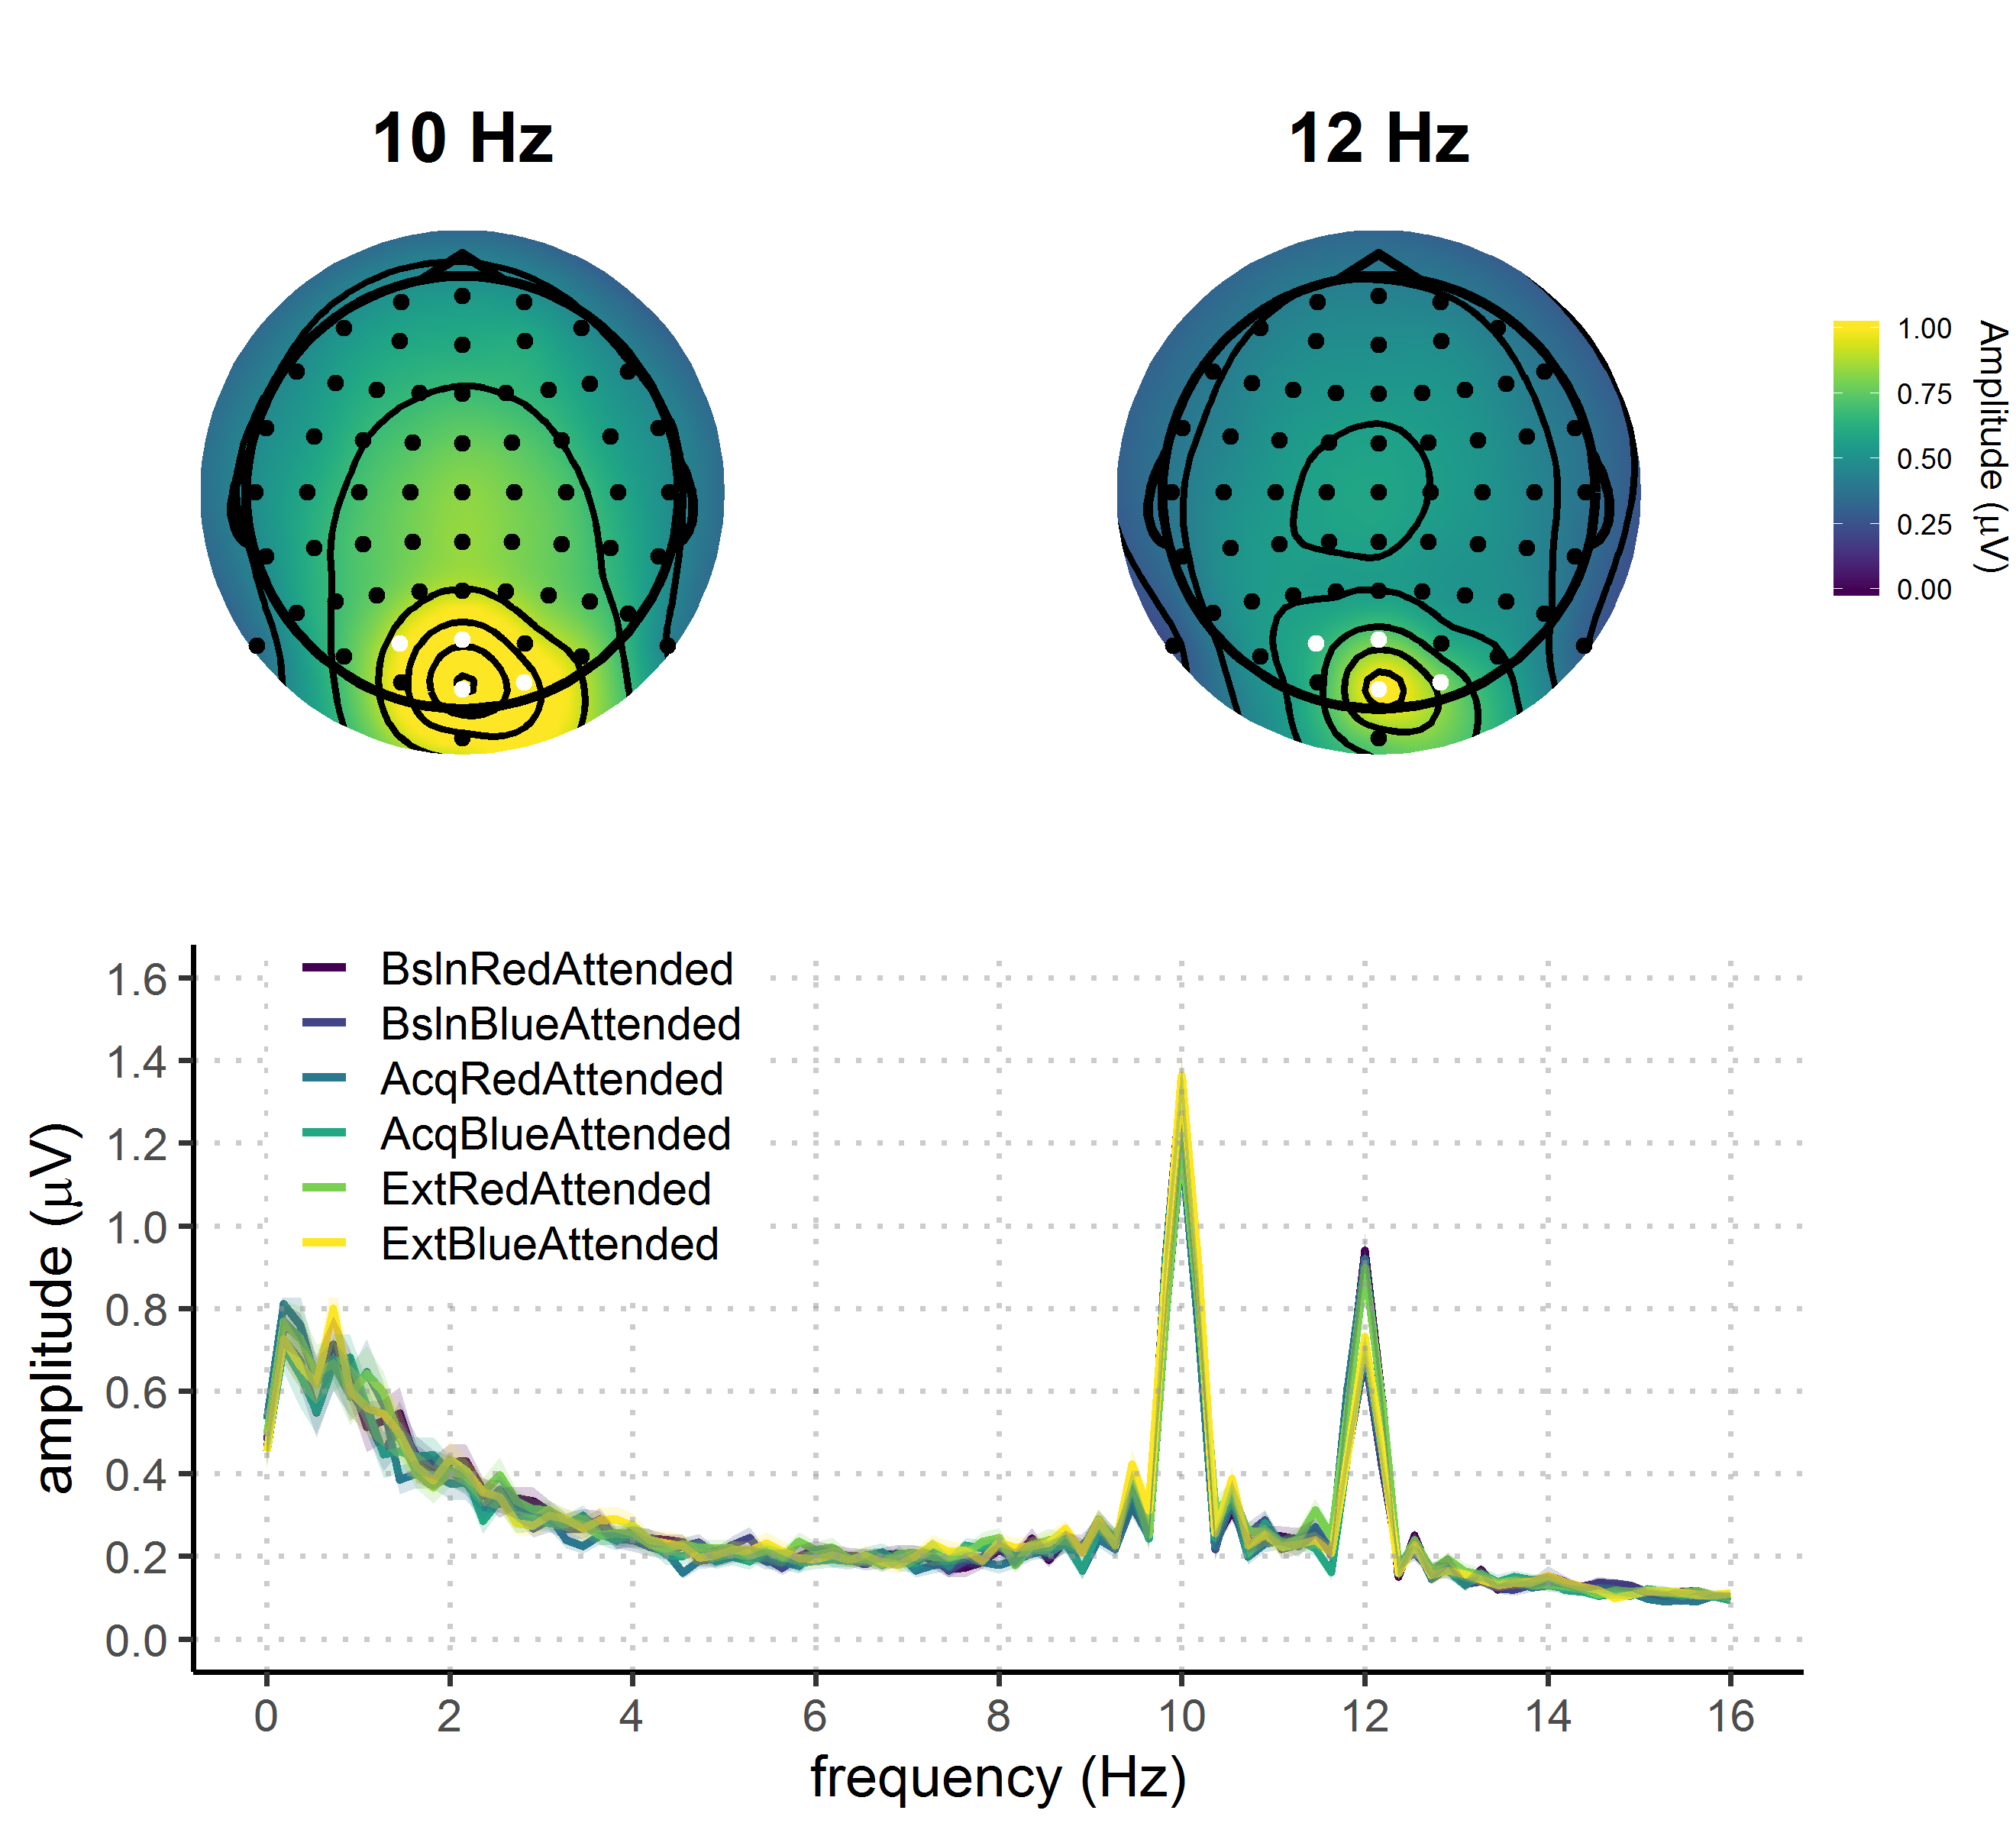 10 Hz
12 Hz
1.00
0.75
0.50
0.25
0.00
Amplitude (μV)
BslnRedAttended
BslnBlueAttended
AcqRedAttended
AcqBlueAttended
ExtRedAttended
ExtBlueAttended
1.6
1.4
1.2
1.0
0.8
0.6
0.4
0.2
0.0
amplitude (μV)
0 2 4 6 8 10 12 14 16
frequency (Hz)